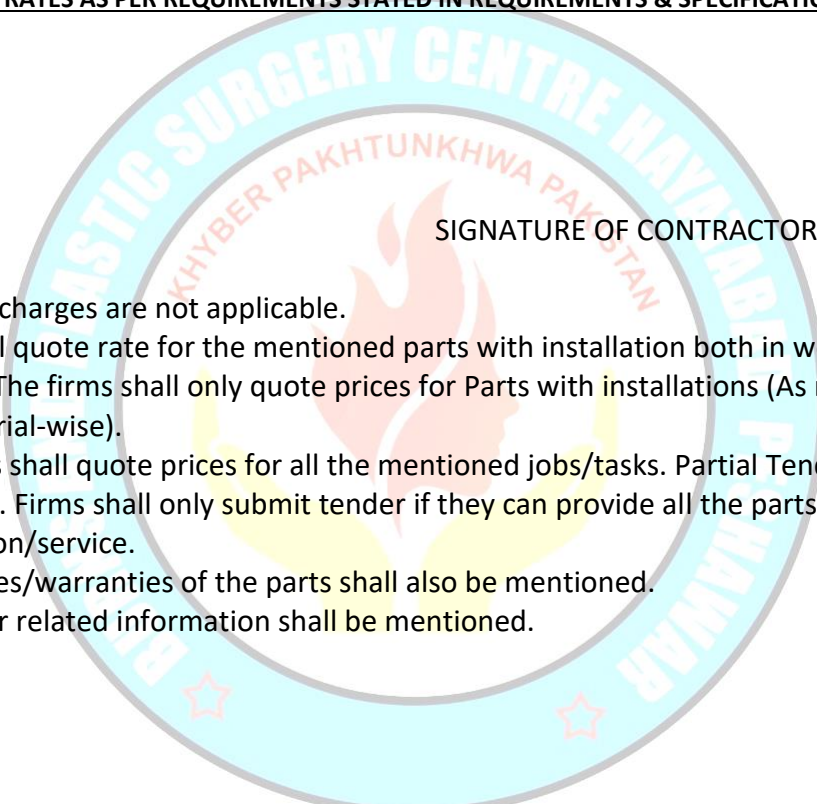 RATES AS PER REQUIREMENTS STATED IN REQUIREMENTS & SPECIFICATIO
BURNS AND PLASTIC SURGERY CENTRE HAYATABED PESHAWAR
KHYBER PAKHTUNKHWA PAKISTAN
SIGNATURE OF CONTRACTOR
charges are not applicable.
l quote rate for the mentioned parts with installation both in w
The firms shall only quote prices for Parts with installations (As
rial-wise).
s shall quote prices for all the mentioned jobs/tasks. Partial Tend
. Firms shall only submit tender if they can provide all the parts
on/service.
es/warranties of the parts shall also be mentioned.
r related information shall be mentioned.